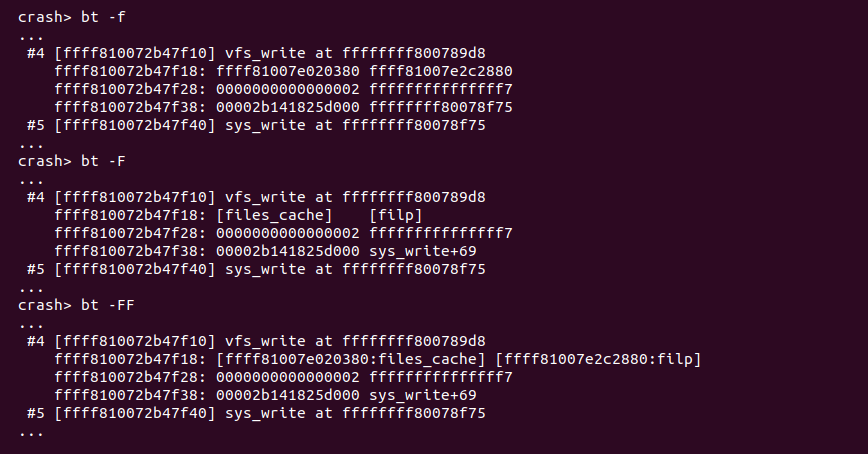 crash> bt -f
...
 #4 [ffff810072b47f10] vfs_write at ffffffff800789d8
    ffff810072b47f18: ffff81007e020380 ffff81007e2c2880
    ffff810072b47f28: 0000000000000002 fffffffffffffff7
    ffff810072b47f38: 00002b141825d000 ffffffff80078f75
 #5 [ffff810072b47f40] sys_write at ffffffff80078f75
...
crash> bt -F
...
 #4 [ffff810072b47f10] vfs_write at ffffffff800789d8
    ffff810072b47f18: [files_cache]    [filp]
    ffff810072b47f28: 0000000000000002 fffffffffffffff7
    ffff810072b47f38: 00002b141825d000 sys_write+69
 #5 [ffff810072b47f40] sys_write at ffffffff80078f75
...
crash> bt -FF
...
 #4 [ffff810072b47f10] vfs_write at ffffffff800789d8
    ffff810072b47f18: [ffff81007e020380:files_cache] [ffff81007e2c2880:filp]
    ffff810072b47f28: 0000000000000002 fffffffffffffff7
    ffff810072b47f38: 00002b141825d000 sys_write+69
 #5 [ffff810072b47f40] sys_write at ffffffff80078f75
...